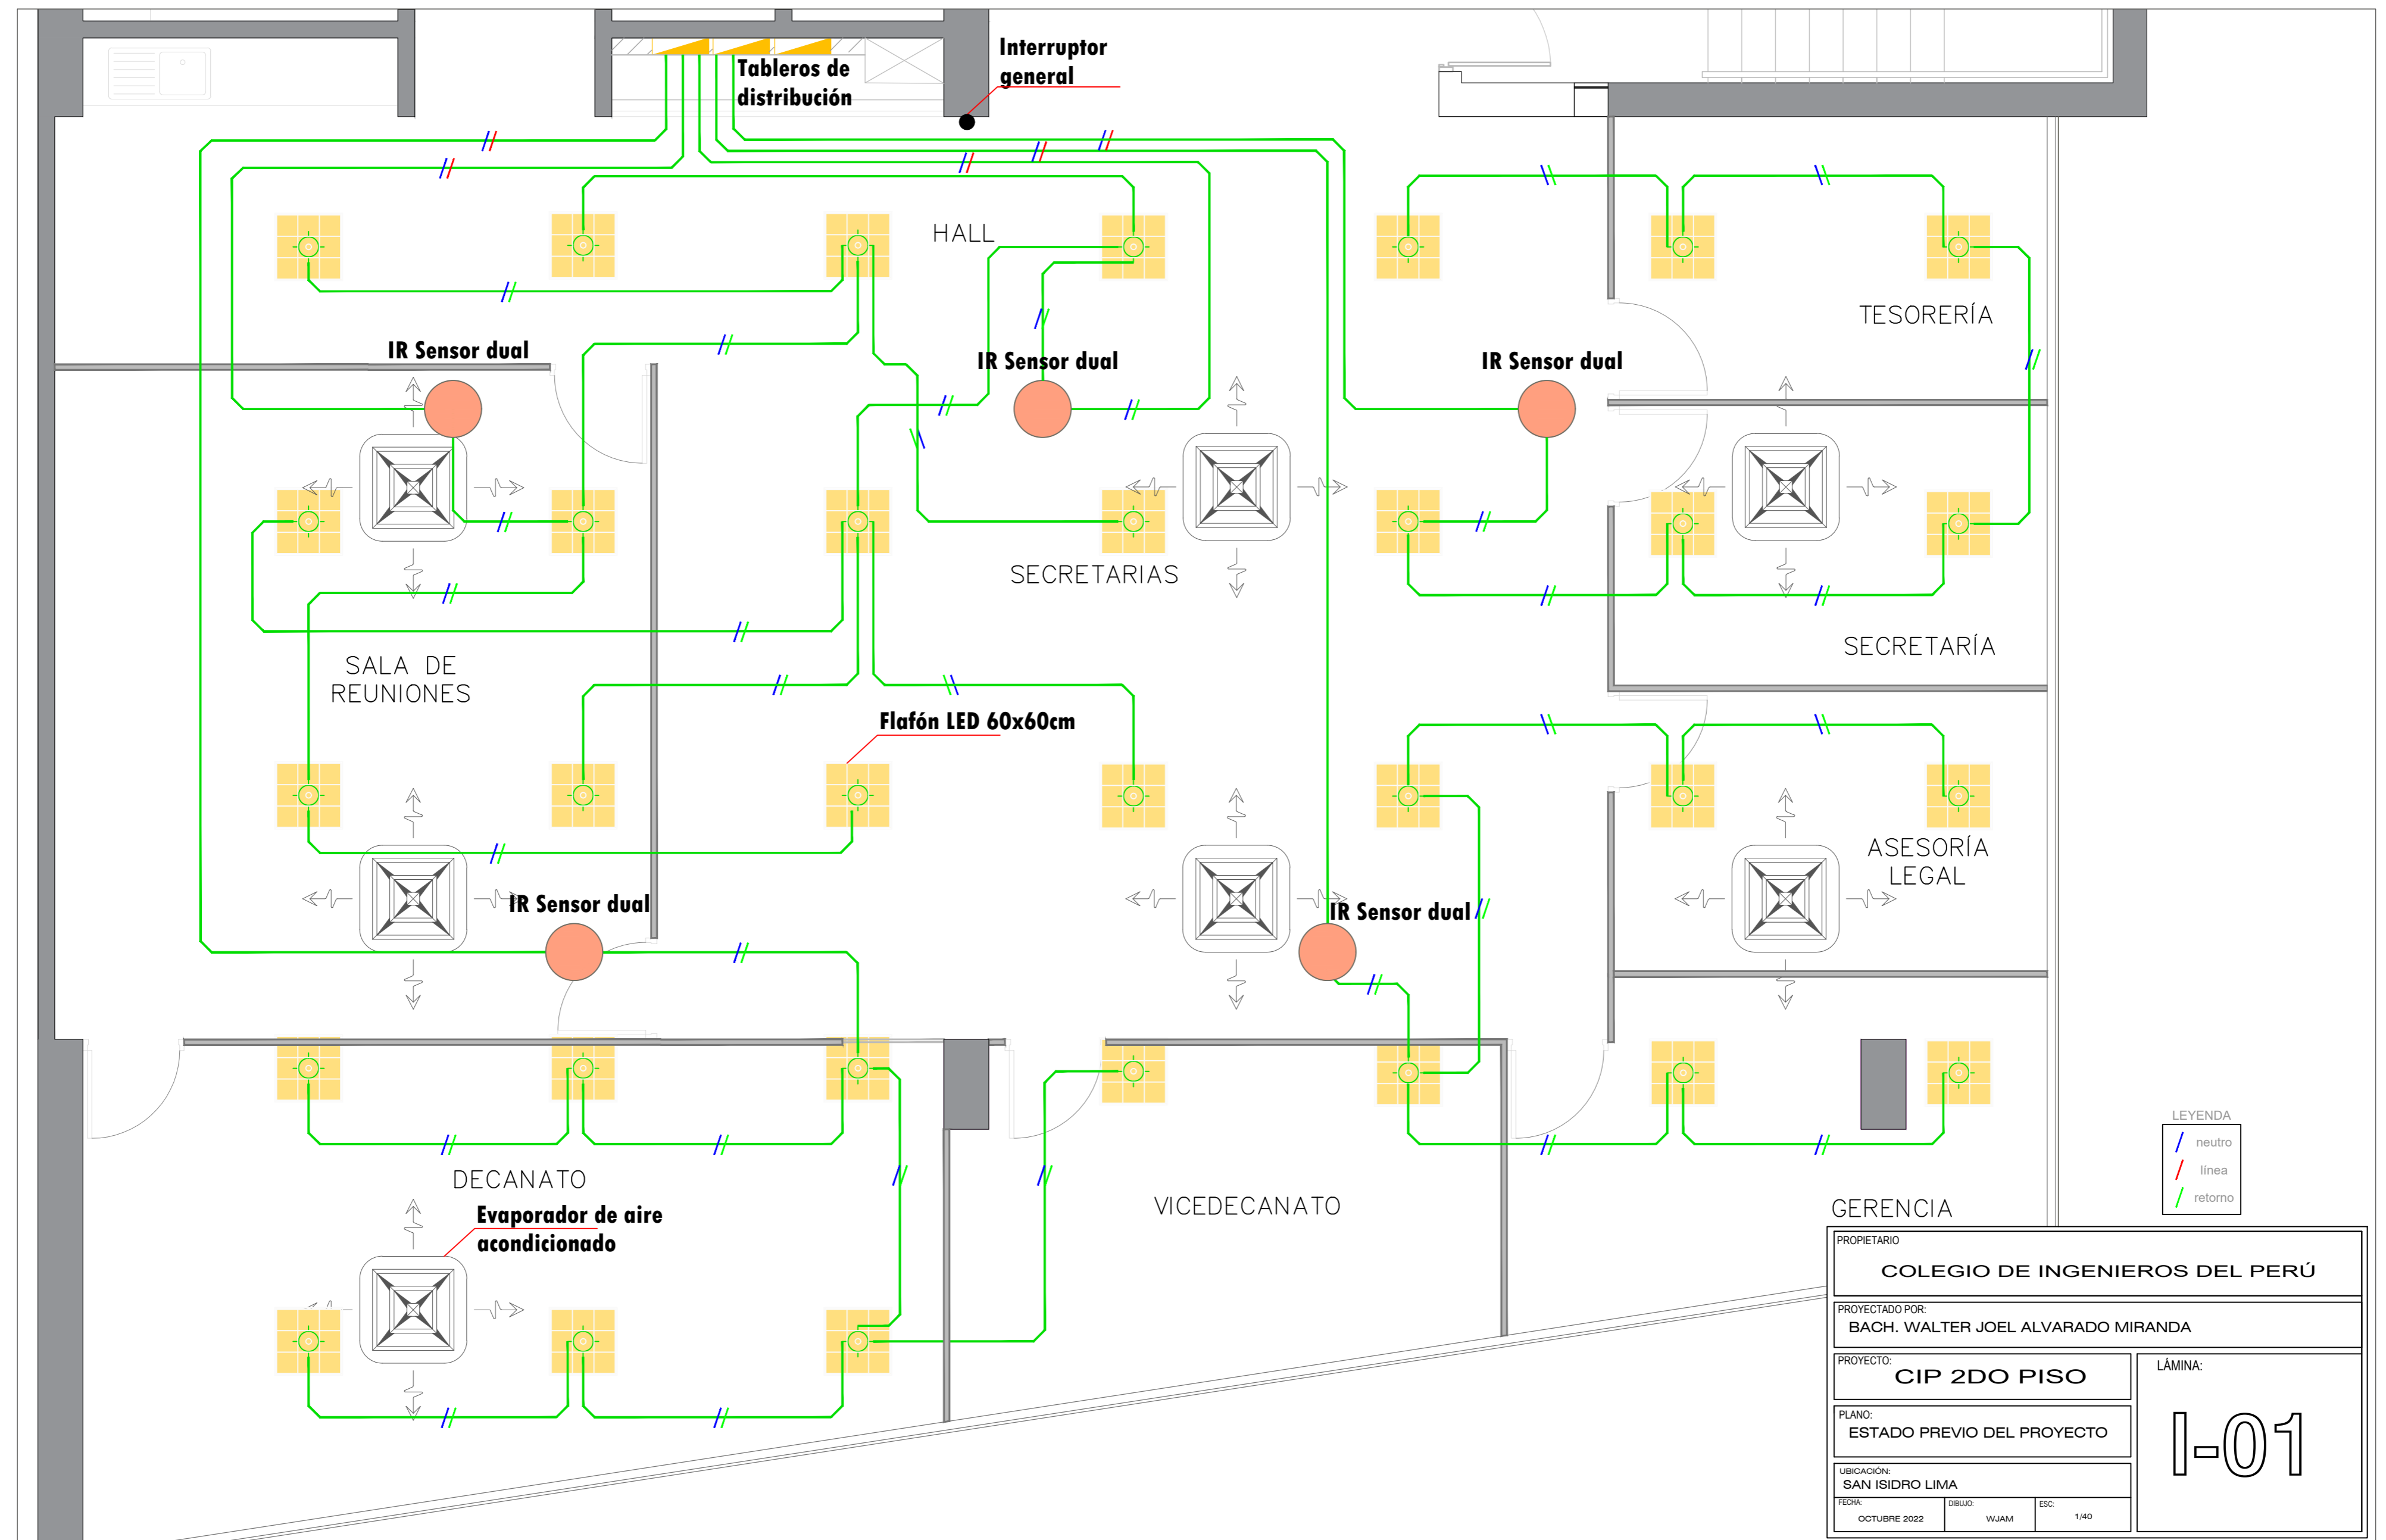 Interruptor
general
Tableros de
distribución
HALL
TESORERÍA
IR Sensor dual
IR Sensor dual
IR Sensor dual
SECRETARIAS
SECRETARÍA
SALA DE
REUNIONES
Flafón LED 60x60cm
ASESORÍA
LEGAL
IR Sensor dual
IR Sensor dual
DECANATO
VICEDECANATO
GERENCIA
Evaporador de aire
acondicionado
LEYENDA
neutro
línea
retorno
PROPIETARIO
COLEGIO DE INGENIEROS DEL PERÚ
PROYECTADO POR:
BACH. WALTER JOEL ALVARADO MIRANDA
PROYECTO:
CIP 2DO PISO
LÁMINA:
I-01
PLANO:
ESTADO PREVIO DEL PROYECTO
UBICACIÓN:
SAN ISIDRO LIMA
FECHA:
OCTUBRE 2022
DIBUJO:
WJAM
ESC:
1/40